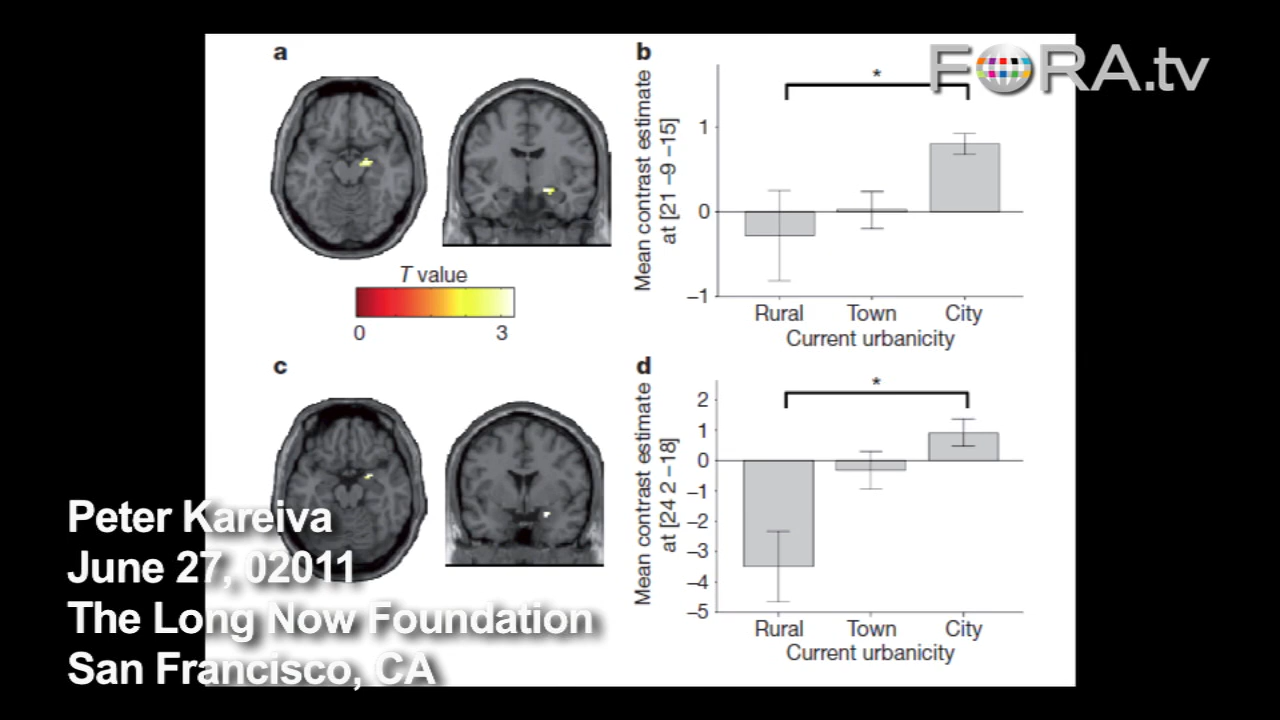 a
b
FORA.tv
*
Mean contrast estimate
at [21 –9 –15]
1
0
–1
Rural Town City
Current urbanicity
T value
0 3
c
d
*
Mean contrast estimate
at [24 2 –18]
2
1
0
–1
–2
–3
–4
–5
Rural Town City
Current urbanicity
Peter Kareiva
June 27, 02011
The Long Now Foundation
San Francisco, CA